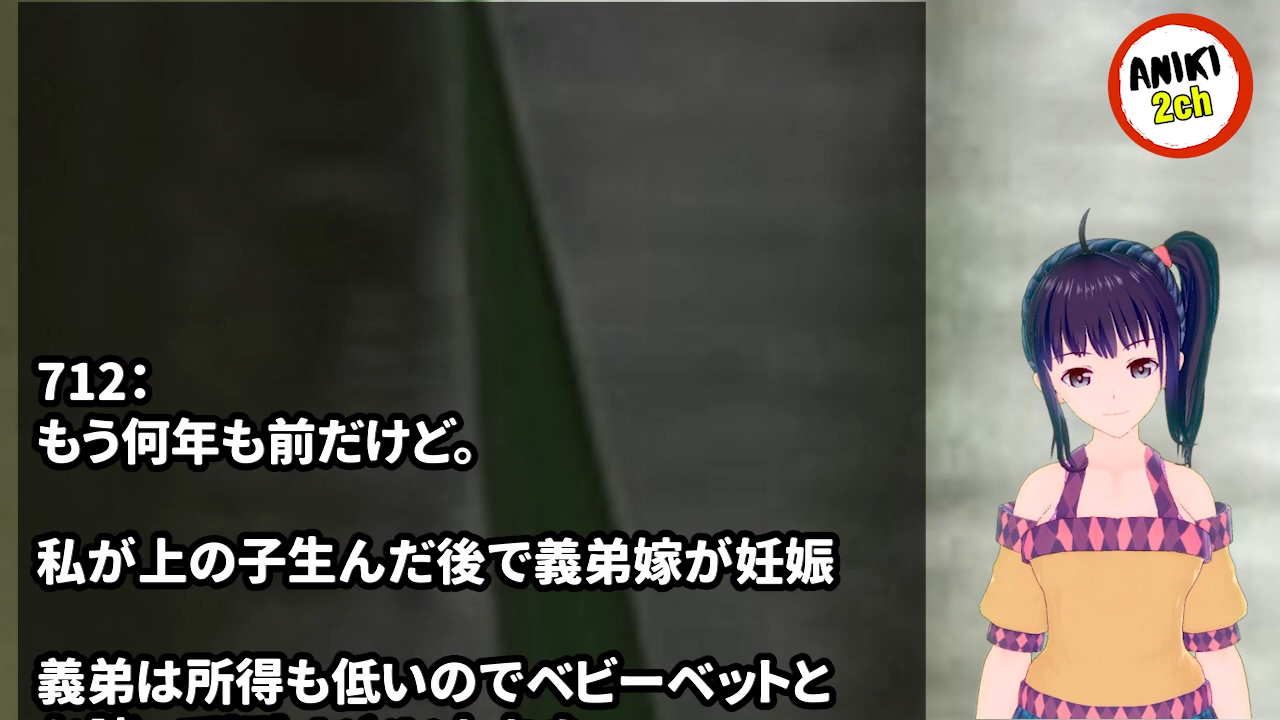 ANIKI
2ch
712：
もう何年も前だけど。
私が上の子生んだ後で義弟嫁が妊娠
義弟は所得も低いのでベビーベットと